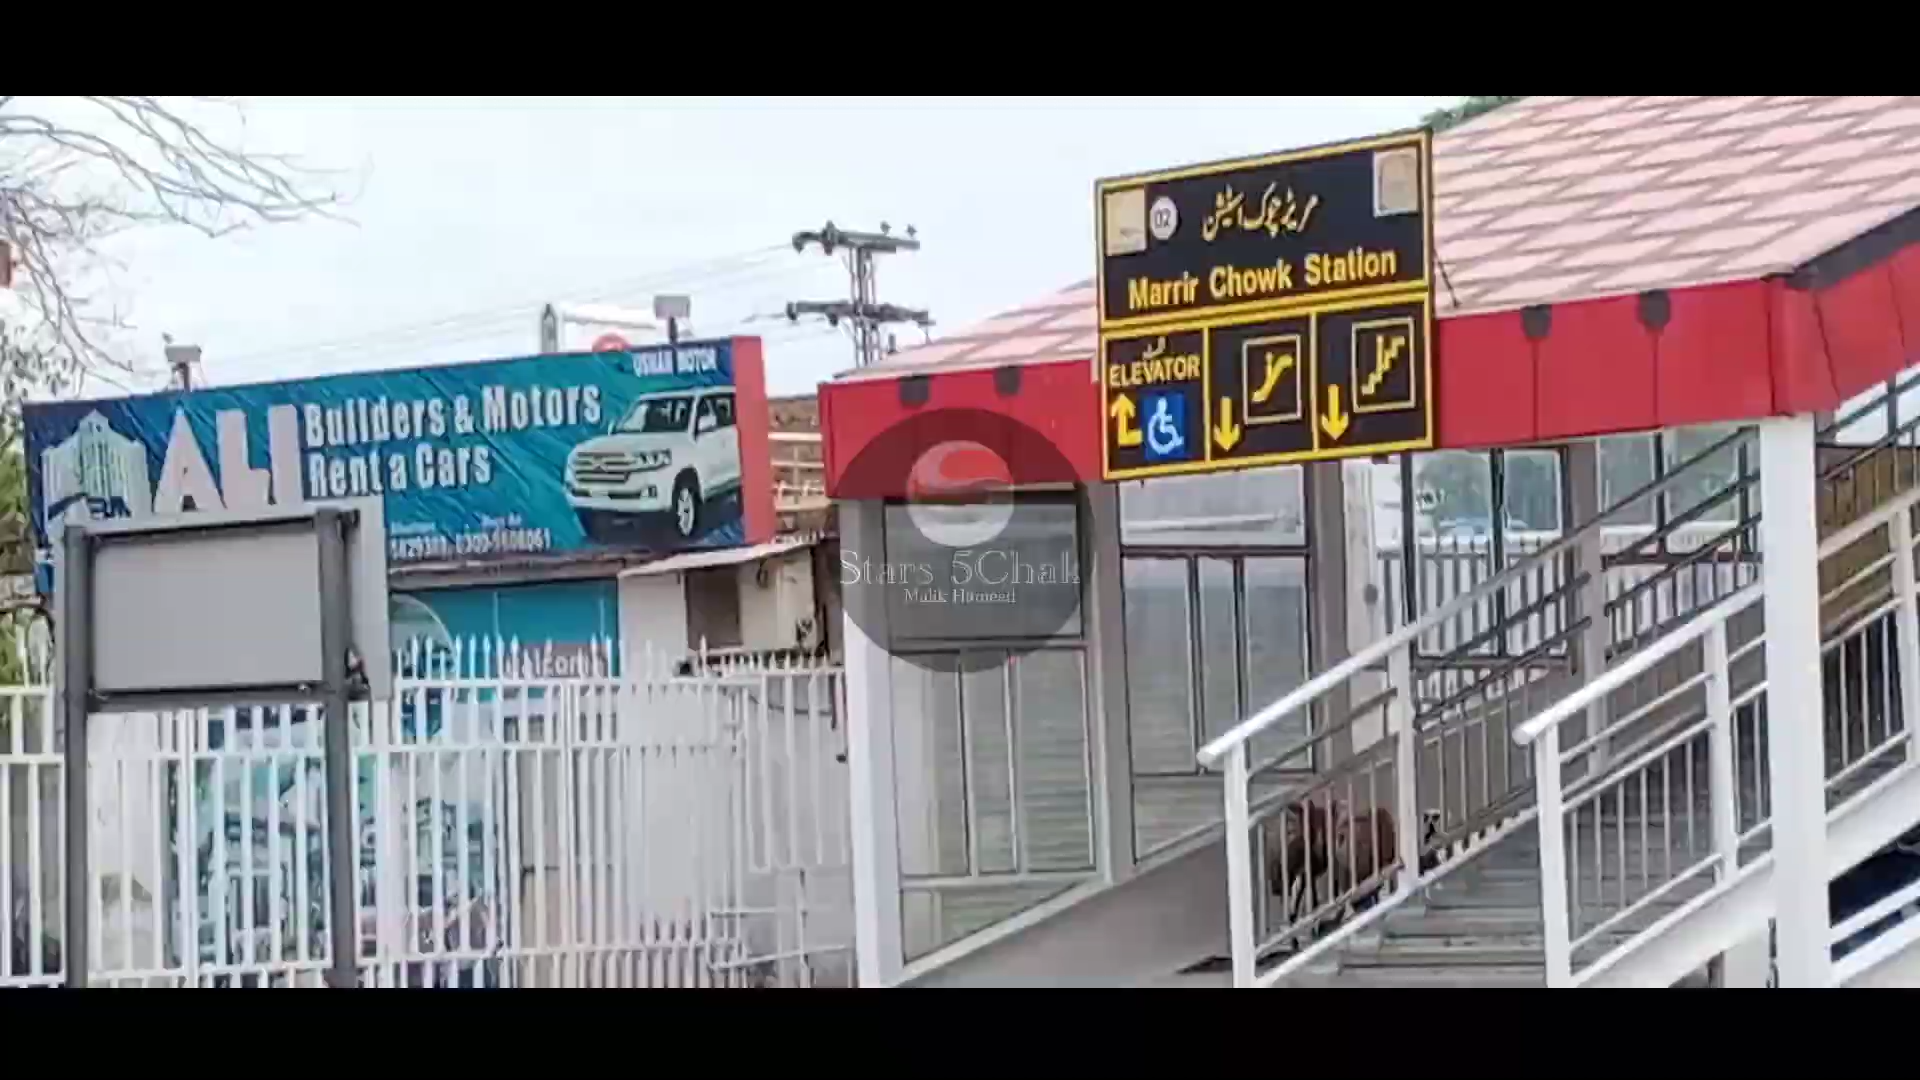 02
مریڑ چوک اسٹیشن
Marrir Chowk Station
ELEVATOR
USMAN MOTOR
ALI
Builders & Motors
Rent a Cars
Stars 5Chak
Malik Hameed